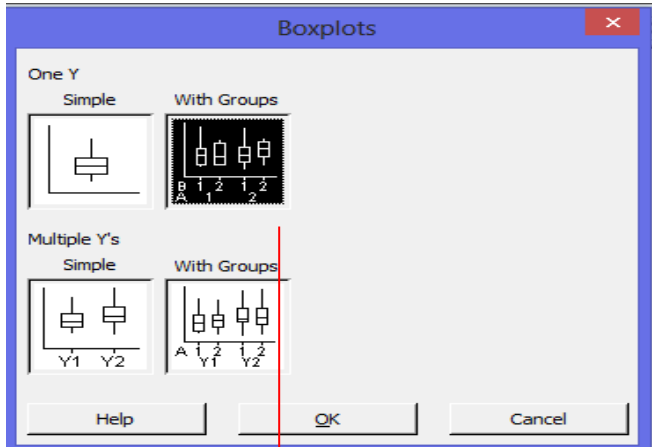 Boxplots
One Y
Simple With Groups
B 1 2 1 2
A 1 2
Multiple Y's
Simple With Groups
Y1 Y2
A 1 2 1 2
Y1 Y2
Help OK Cancel